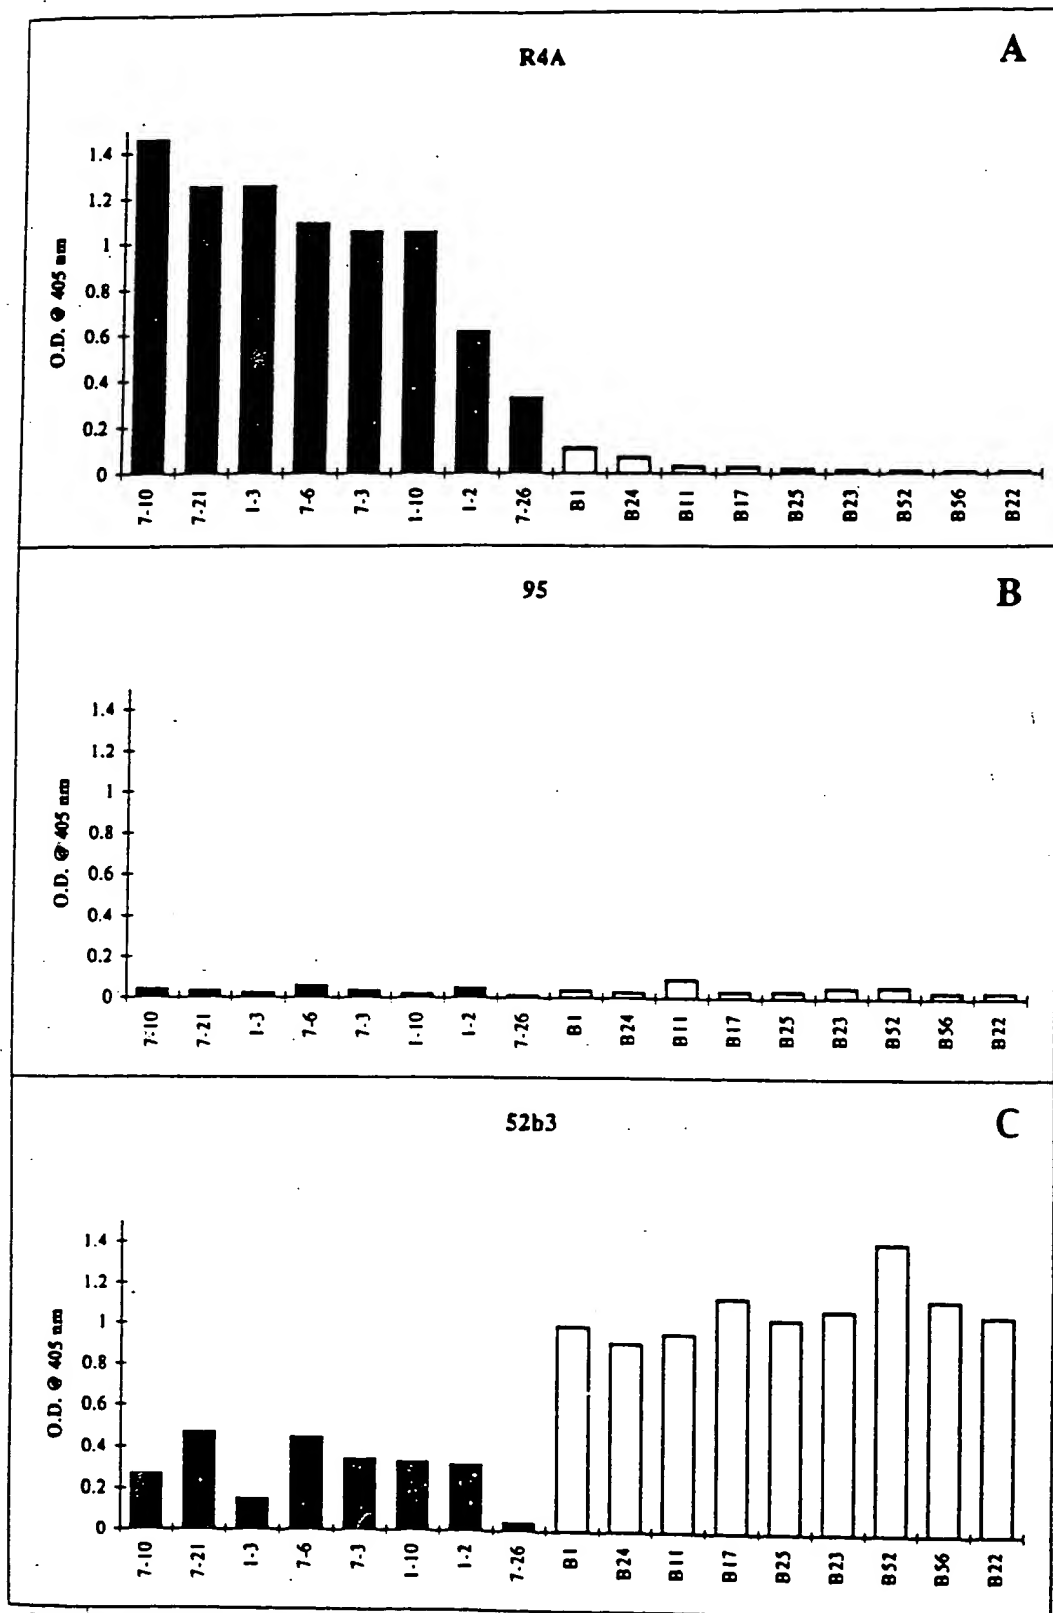 R4A
A
O.D. @ 405 nm
1.4
1.2
1
0.8
0.6
0.4
0.2
0
7-10
7-21
1-3
7-6
7-3
1-10
1-2
7-26
B1
B24
B11
B17
B25
B23
B52
B56
B22
95
B
O.D. @ 405 nm
1.4
1.2
1
0.8
0.6
0.4
0.2
0
7-10
7-21
1-3
7-6
7-3
1-10
1-2
7-26
B1
B24
B11
B17
B25
B23
B52
B56
B22
52b3
C
O.D. @ 405 nm
1.4
1.2
1
0.8
0.6
0.4
0.2
0
7-10
7-21
1-3
7-6
7-3
1-10
1-2
7-26
B1
B24
B11
B17
B25
B23
B52
B56
B22